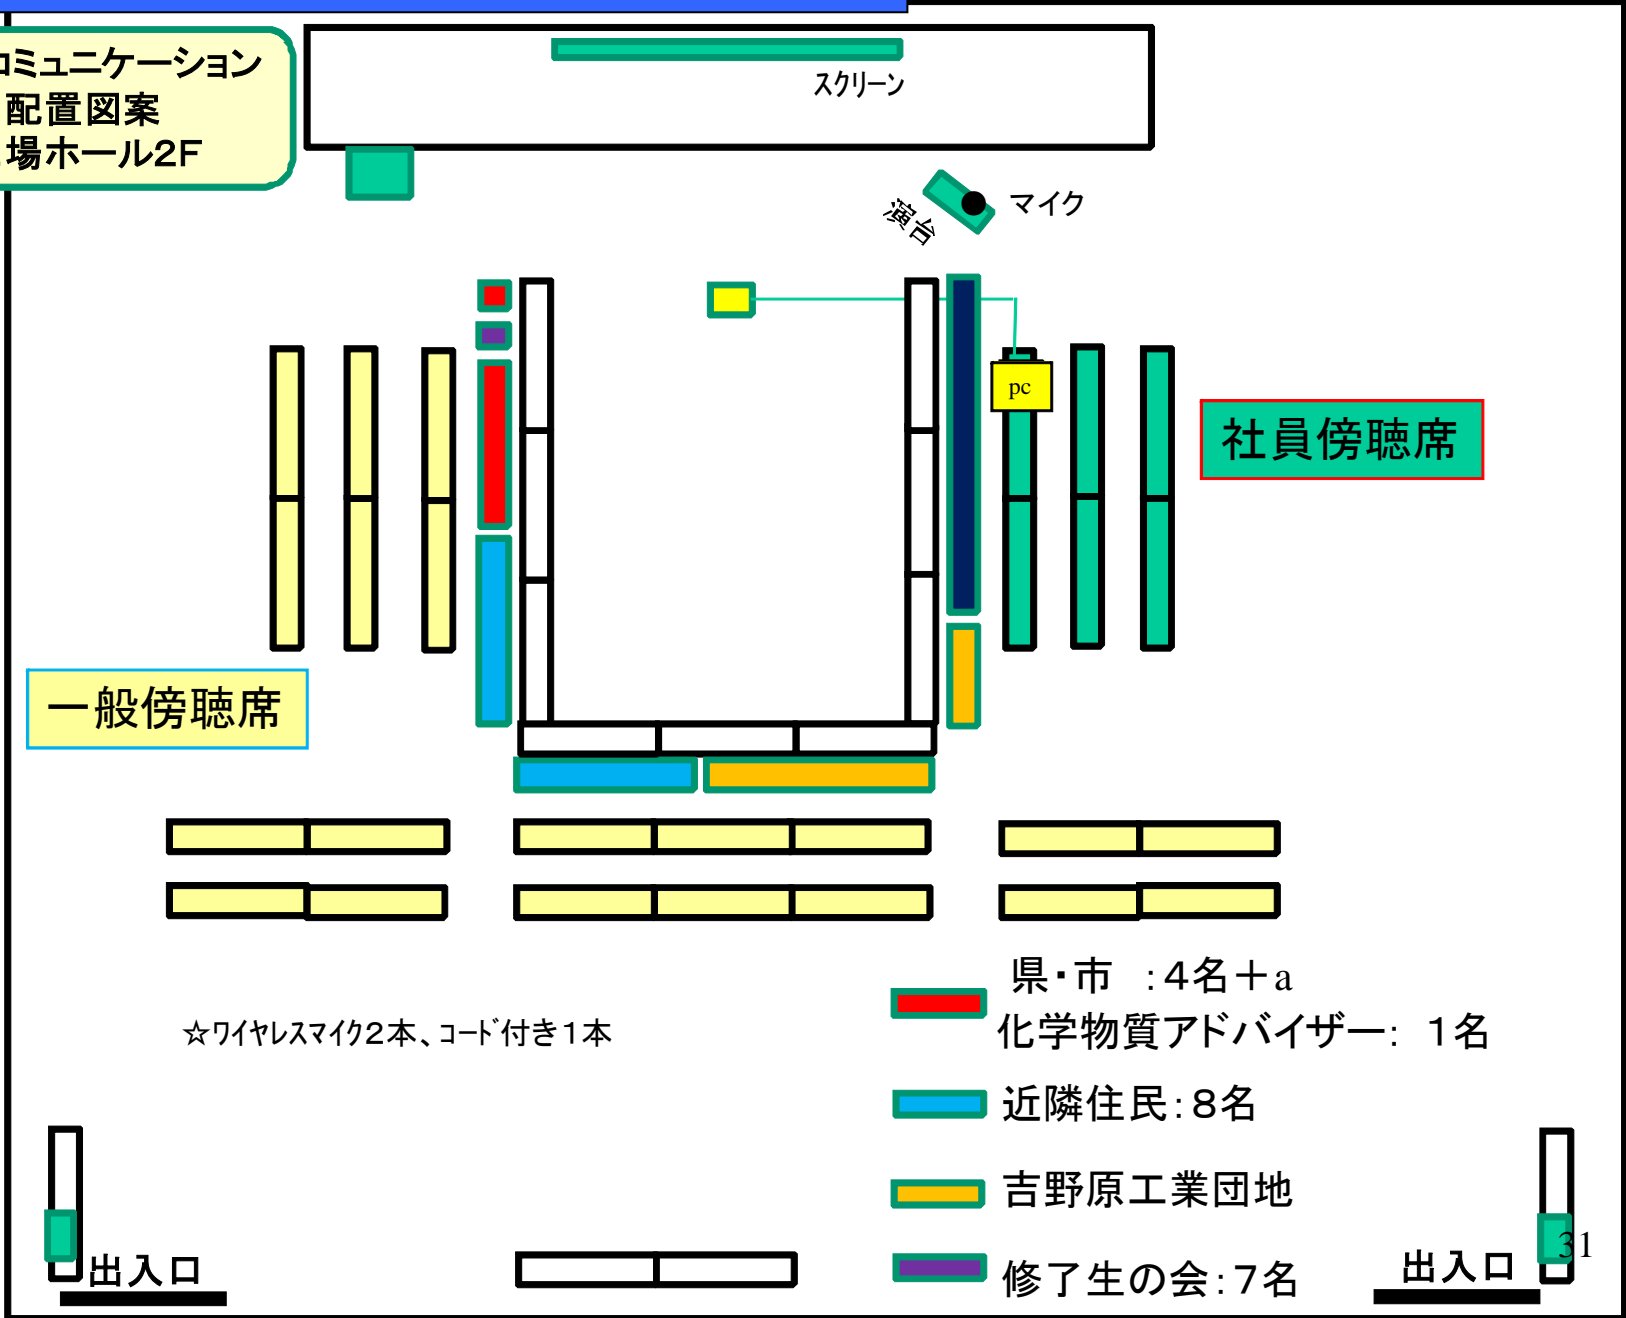 コミュニケーション
配置図案
場ホール2F
スクリーン
演台
マイク
pc
社員傍聴席
一般傍聴席
県・市 :4名+a
化学物質アドバイザー: 1名
☆ワイヤレスマイク2本、コード付き1本
近隣住民:8名
吉野原工業団地
修了生の会:7名
出入口
出入口
31